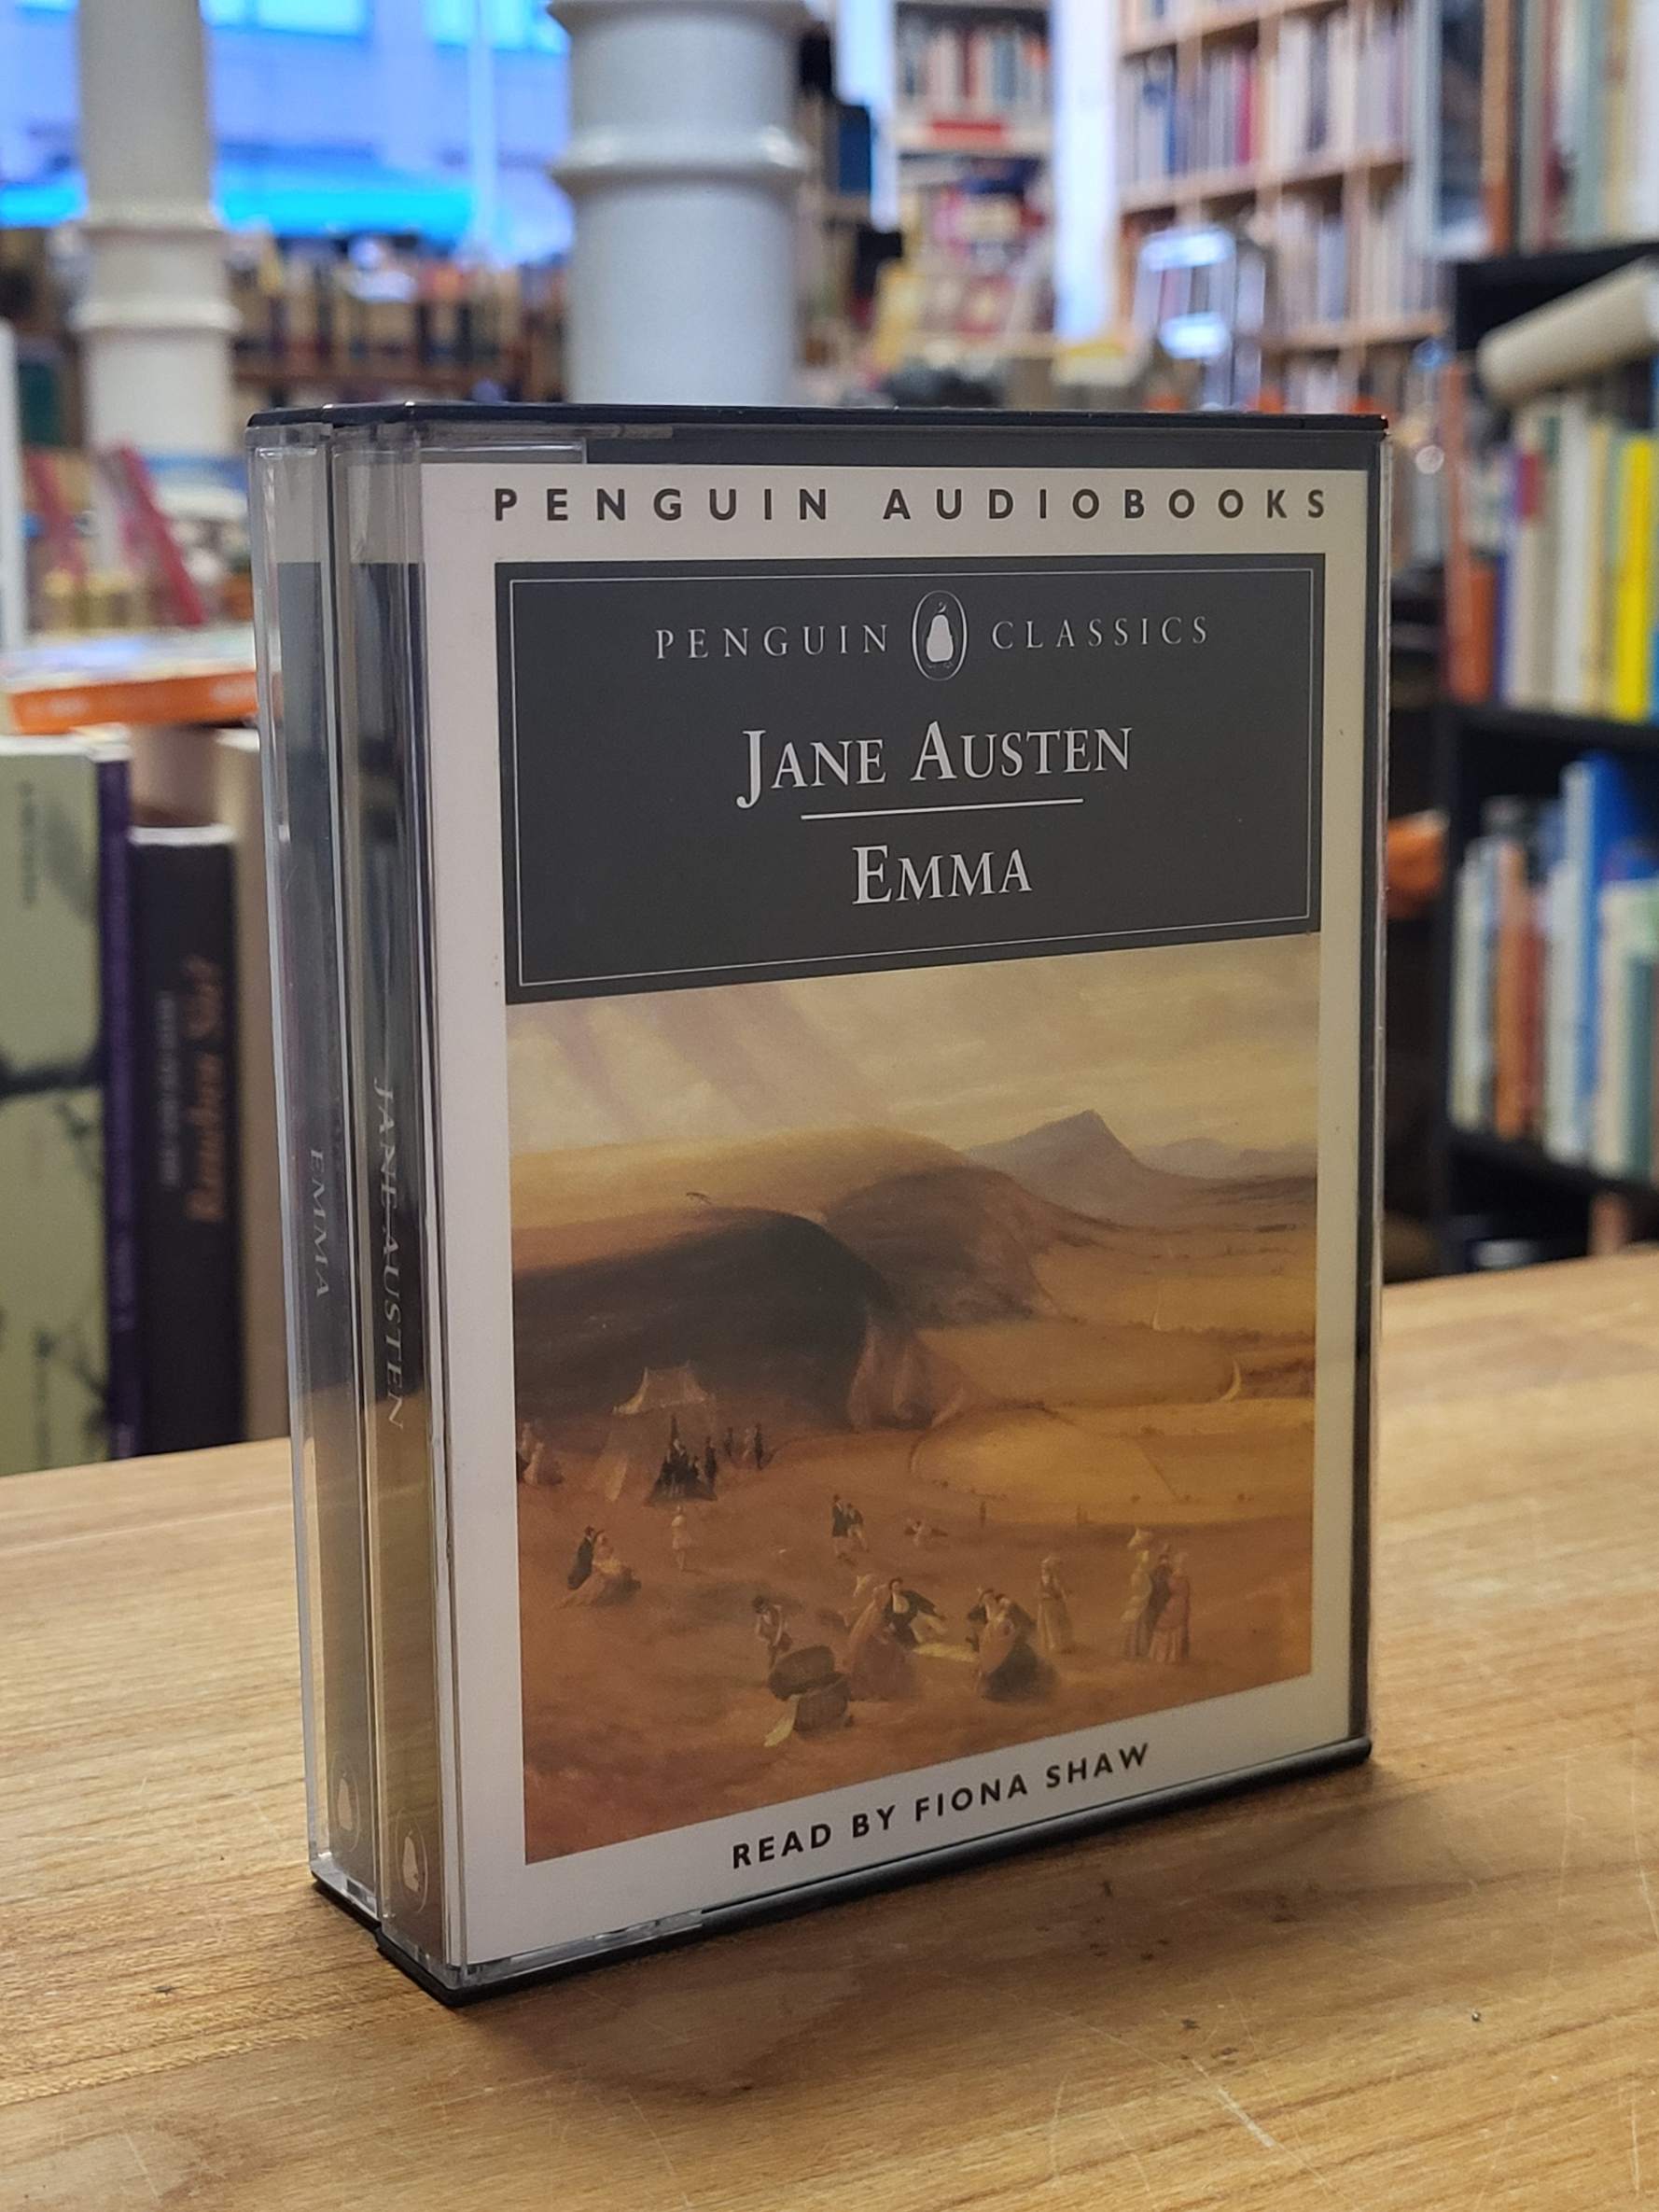 PENGUIN AUDIOBOOKS
PENGUIN CLASSICS
JANE AUSTEN
EMMA
READ BY FIONA SHAW
EMMA
JANE AUSTEN